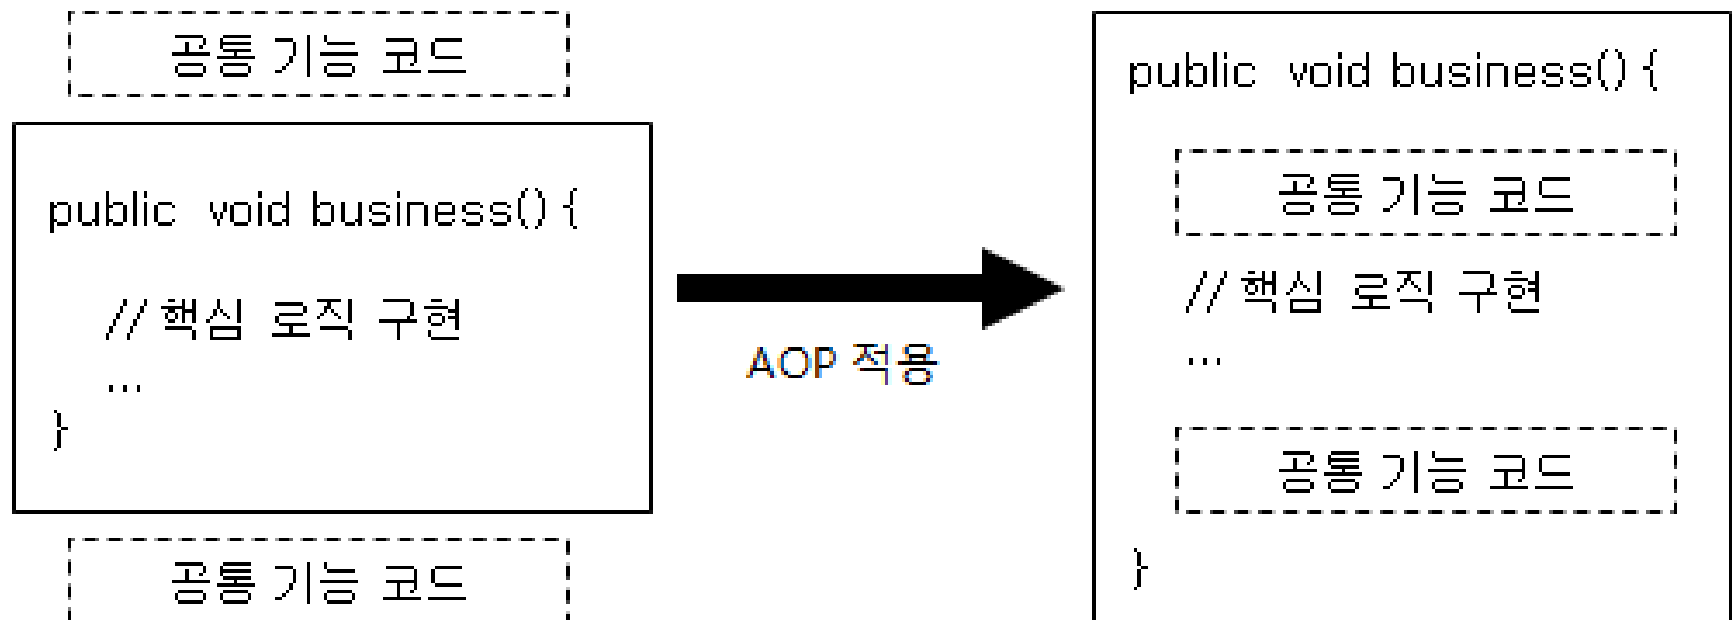 공통 기능 코드
public void business() {
// 핵심 로직 구현
...
}
공통 기능 코드
AOP 적용
public void business() {
공통 기능 코드
// 핵심 로직 구현
...
공통 기능 코드
}